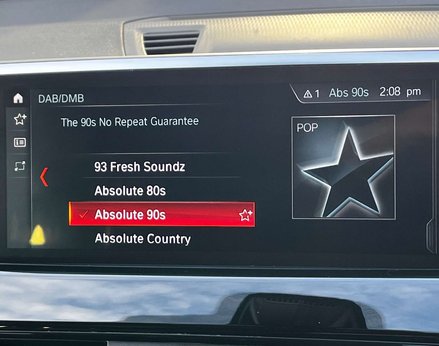 DAB/DMB
1 Abs 90s 2:08 pm
The 90s No Repeat Guarantee
POP
93 Fresh Soundz
Absolute 80s
Absolute 90s
Absolute Country